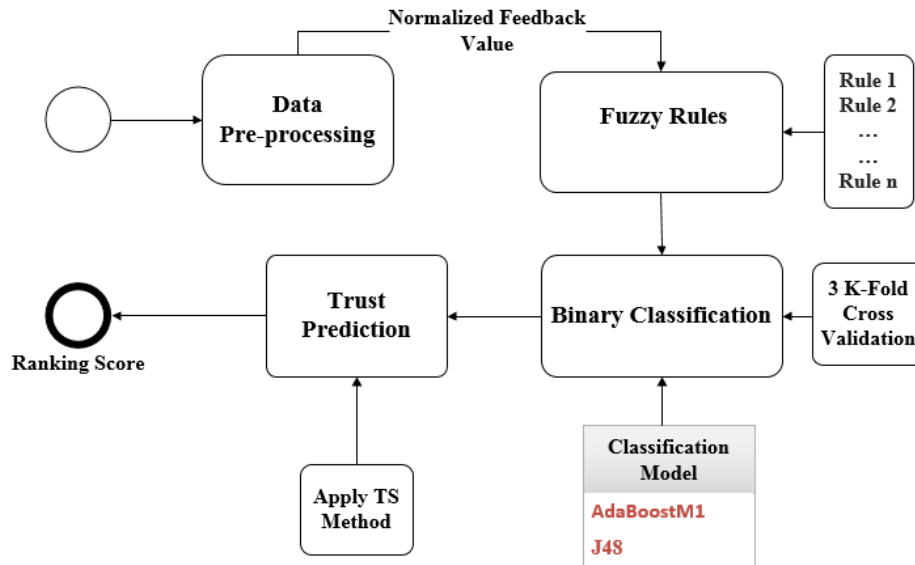 Normalized Feedback
Value
Data
Pre-processing
Fuzzy Rules
Rule 1
Rule 2
...
...
Rule n
Ranking Score
Trust
Prediction
Binary Classification
3 K-Fold
Cross
Validation
Apply TS
Method
Classification
Model
AdaBoostM1
J48